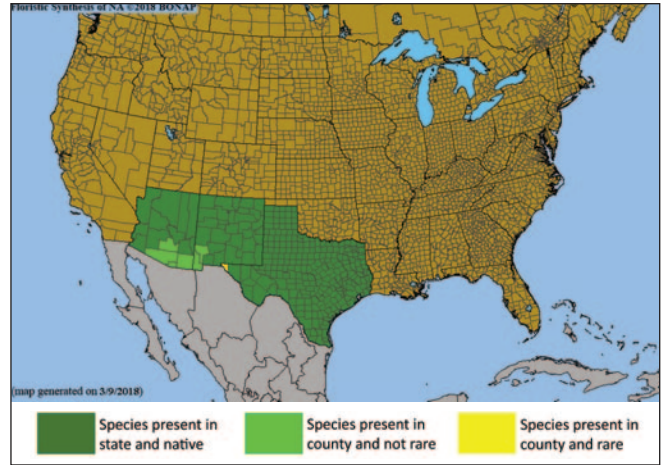 Floristic Synthesis of NA ©2018 BONAP
(map generated on 3/9/2018)
Species present in
state and native
Species present in
county and not rare
Species present in
county and rare